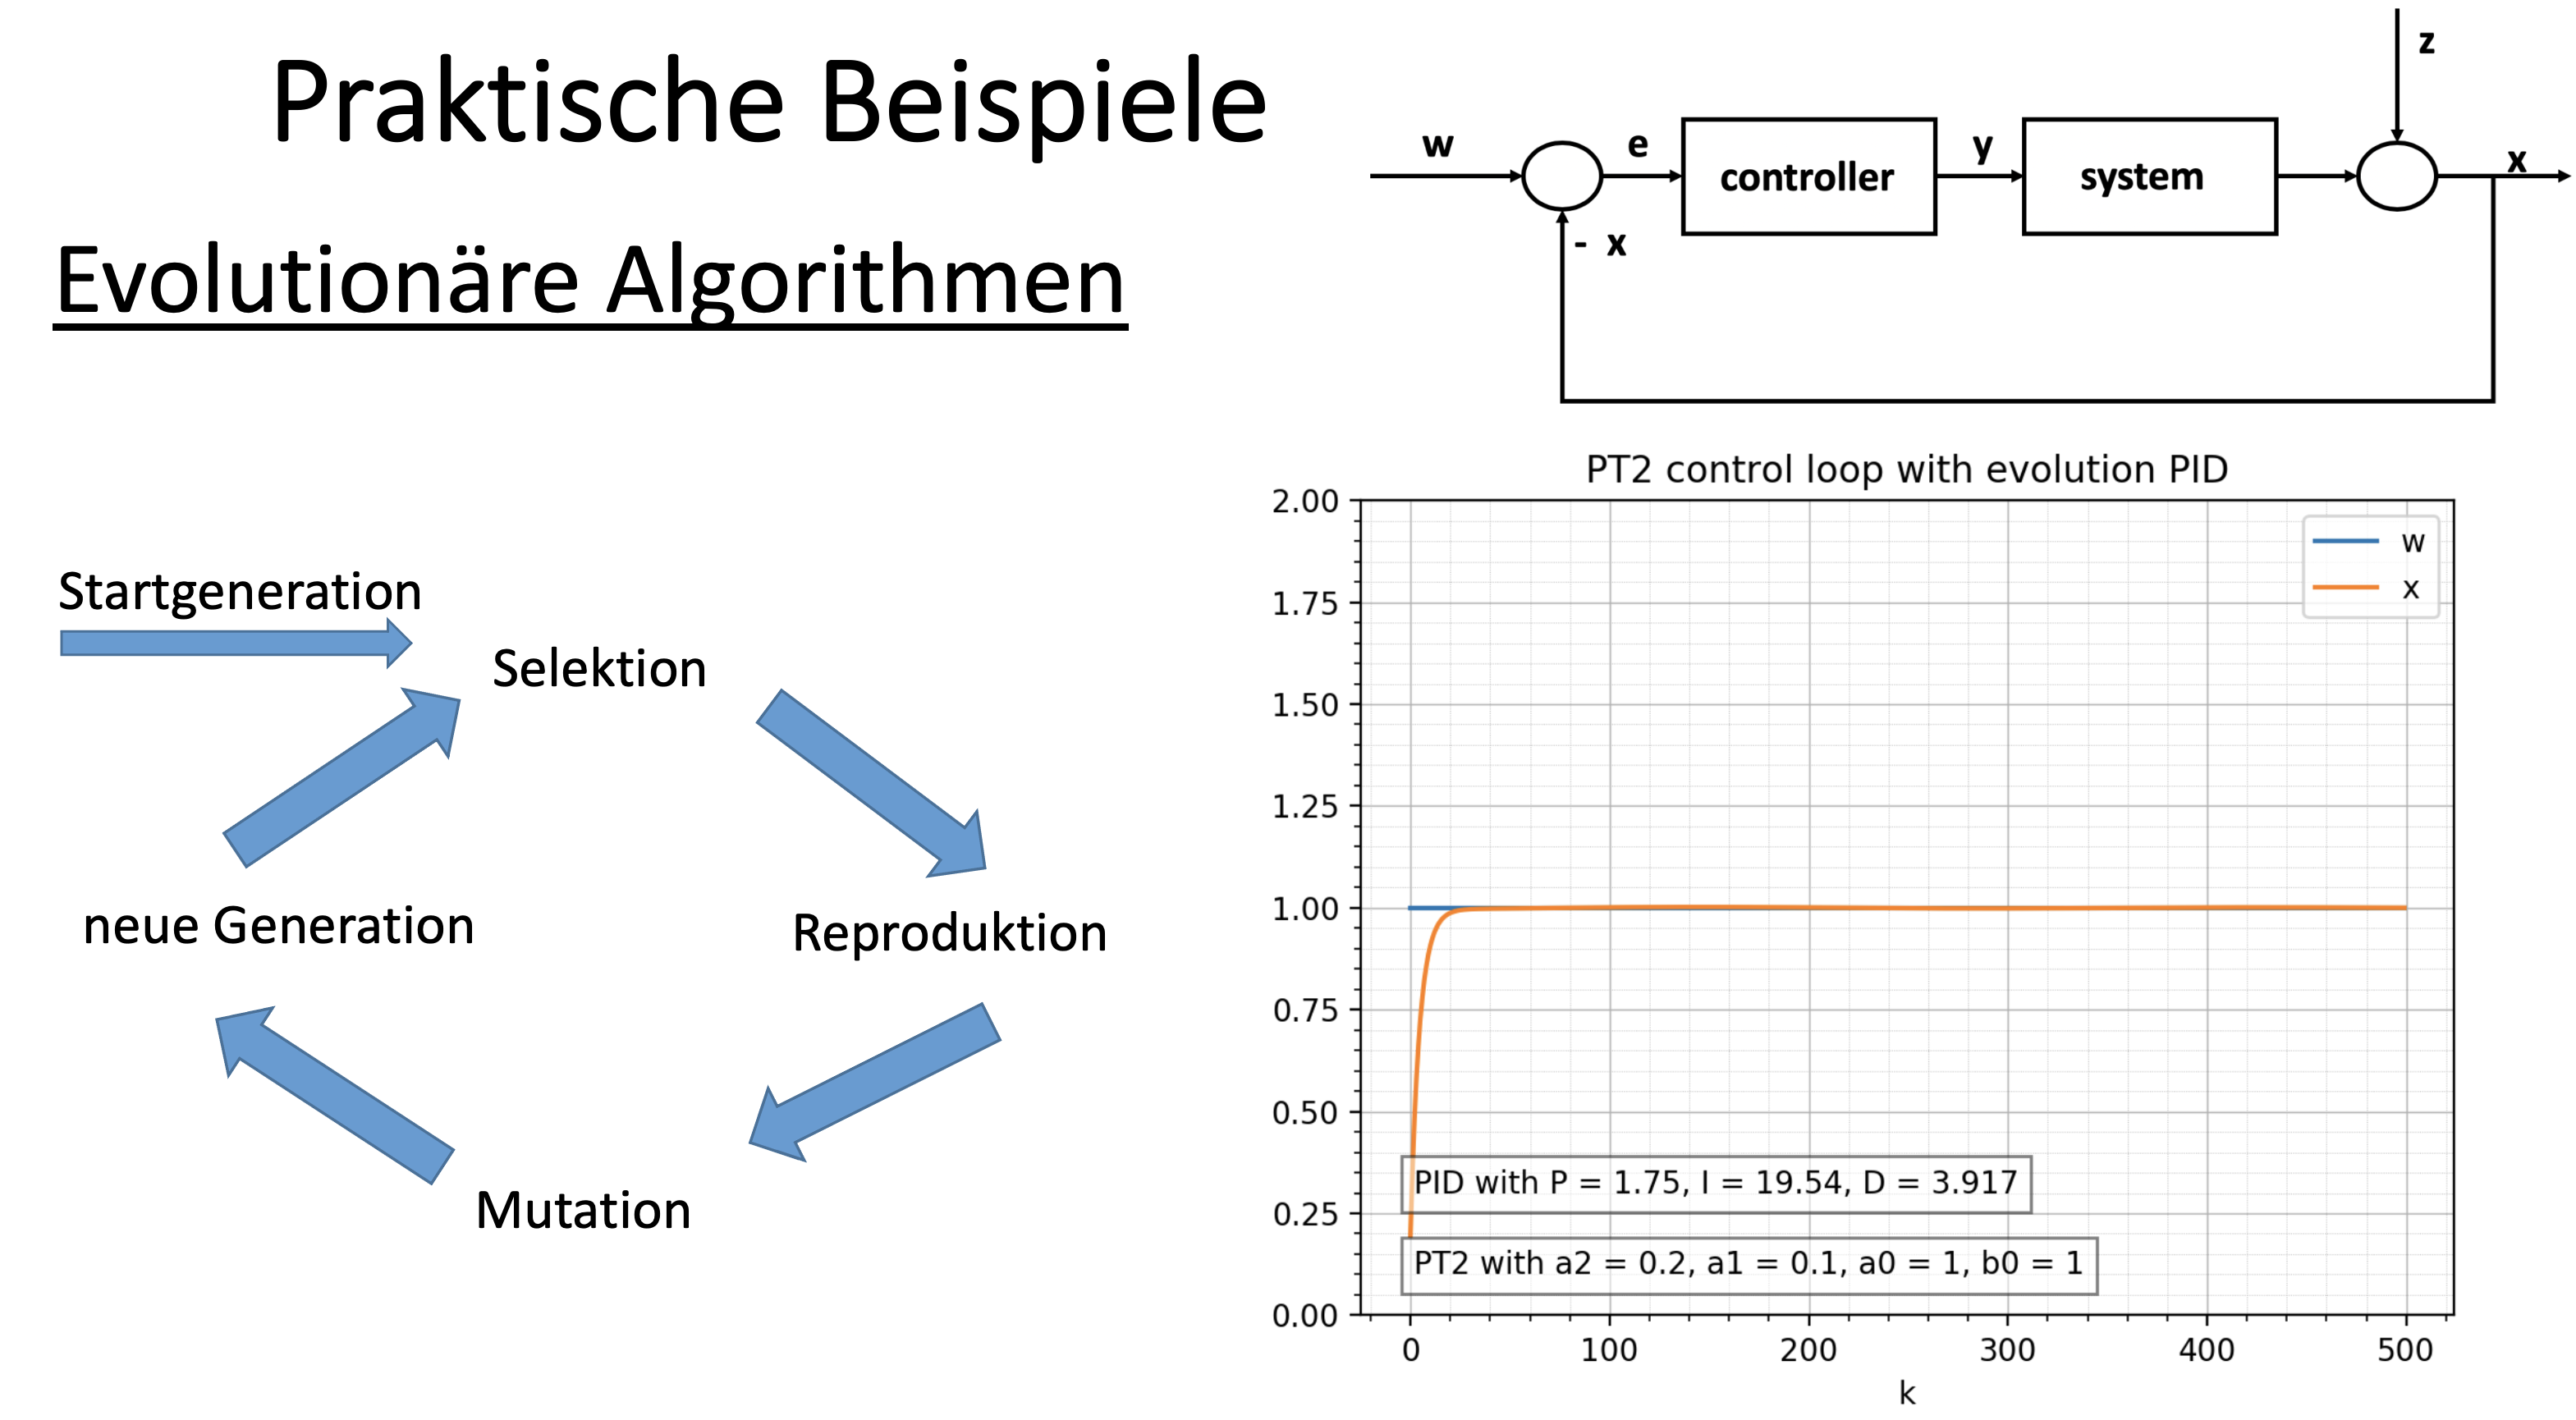 Praktische Beispiele
Evolutionäre Algorithmen
Startgeneration
Selektion
Reproduktion
Mutation
neue Generation
z
w
e
controller
y
system
x
- x
PT2 control loop with evolution PID
w
x
2.00
1.75
1.50
1.25
1.00
0.75
0.50
0.25
0.00
PID with P = 1.75, I = 19.54, D = 3.917
PT2 with a2 = 0.2, a1 = 0.1, a0 = 1, b0 = 1
0 100 200 300 400 500
k